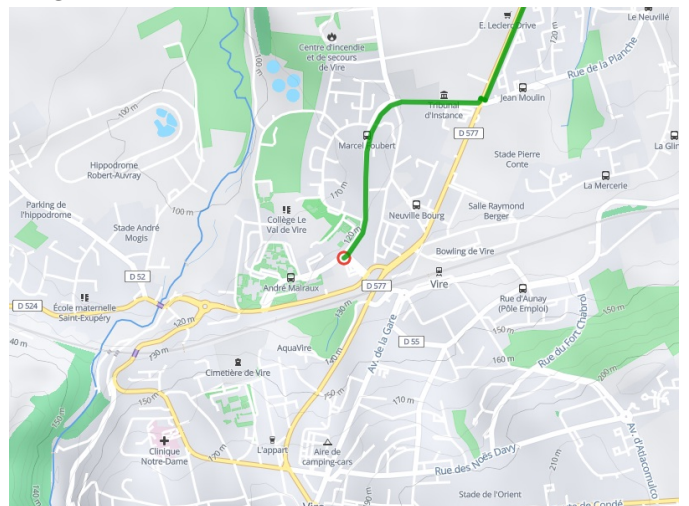 E. Leclerc Drive
120 m
Le Neuvillé
Centre d'incendie
et de secours
de Vire
100 m
Rue de la Planche
Jean Moulin
Tribunal
d'Instance
D 577
Marcel Joubert
Stade Pierre
Conte
La Mercerie
Hippodrome
Robert-Auvray
Parking de
l'hippodrome
100 m
Stade André
Mogis
Collège Le
Val de Vire
120 m
Neuville Bourg
Salle Raymond
Berger
Bowling de Vire
Vire
D 52
André Malraux
D 577
D 524
École maternelle
Saint-Exupéry
120 m
130 m
Rue d'Aunay
(Pôle Emploi)
150 m
Rue du Fort Chabrol
40 m
130 m
AquaVire
Av. de la Gare
D 55
160 m
Cimetière de Vire
200 m
150 m
150 m
170 m
Clinique
Notre-Dame
L'appart
Aire de
camping-cars
Rue des Noës Davy
210 m
Av. d'Atlacomulco
Stade de l'Orient
140 m